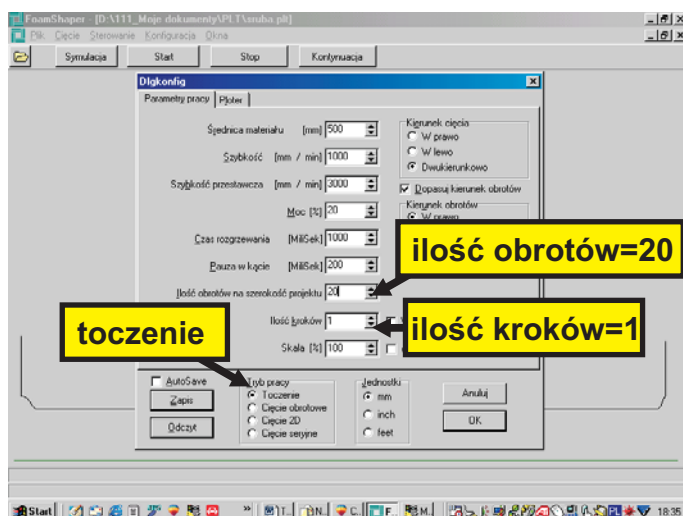 FoamShaper - [D:\111_Moje dokumenty\PLT\sruba.plt]
Plik Cięcie Sterowanie Konfiguracja Okna
Symulacja Start Stop Kontynuacja
Dlgkonfig
Parametry pracy Ploter
Średnica materiału [mm] 500
Szybkość [mm / min] 1000
Szybkość przestawcza [mm / min] 3000
Moc [%] 20
Czas rozgrzewania [MiliSek] 1000
Pauza w kącie [MiliSek] 200
Ilość obrotów na szerokość projektu 20
Ilość kroków 1
Skala [%] 100
Kierunek cięcia
W prawo
W lewo
Dwukierunkowo
Dopasuj kierunek obrotów
Kierunek obrotów
W prawo
ilość obrotów=20
toczenie
ilość kroków=1
AutoSave
Zapis
Odczyt
Tryb pracy
Toczenie
Cięcie obrotowe
Cięcie 2D
Cięcie seryjne
Jednostki
mm
inch
feet
Anuluj
OK
Start 18:35